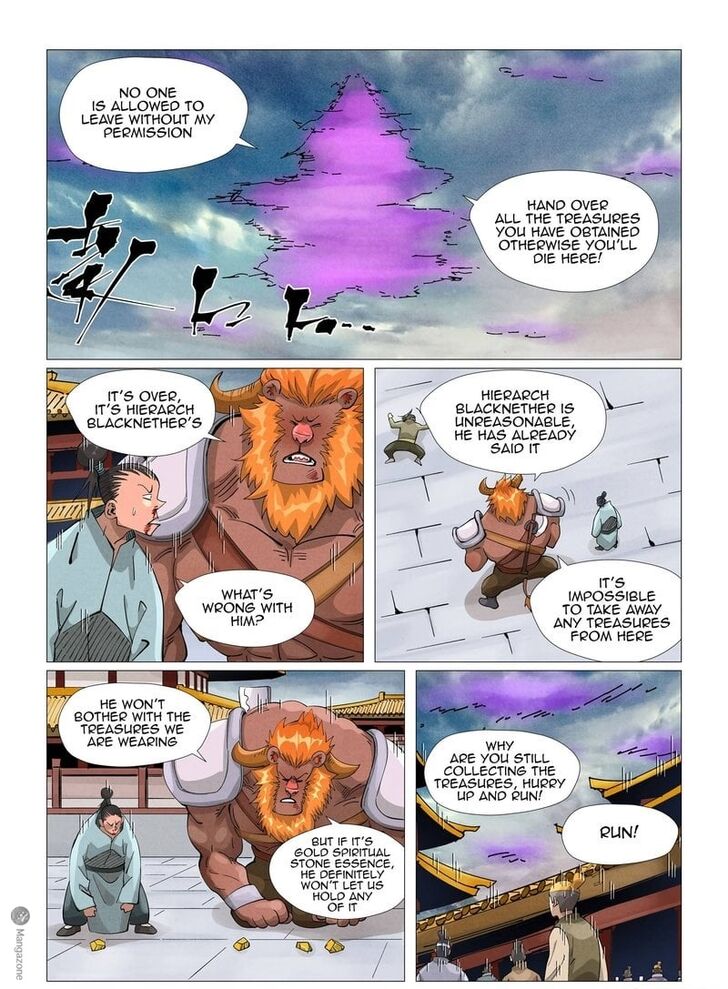 NO ONE
IS ALLOWED TO
LEAVE WITHOUT MY
PERMISSION
HAND OVER
ALL THE TREASURES
YOU HAVE OBTAINED
OTHERWISE YOU'LL
DIE HERE!
IT'S OVER,
IT'S HIERARCH
BLACKNETHER'S
WHAT'S
WRONG WITH
HIM?
HIERARCH
BLACKNETHER IS
UNREASONABLE,
HE HAS ALREADY
SAID IT
IT'S
IMPOSSIBLE
TO TAKE AWAY
ANY TREASURES
FROM HERE
HE WON'T
BOTHER WITH THE
TREASURES WE
ARE WEARING
BUT IF IT'S
GOLD SPIRITUAL
STONE ESSENCE,
HE DEFINITELY
WON'T LET US
HOLD ANY
OF IT
WHY
ARE YOU STILL
COLLECTING THE
TREASURES, HURRY
UP AND RUN!
RUN!
Mangazone